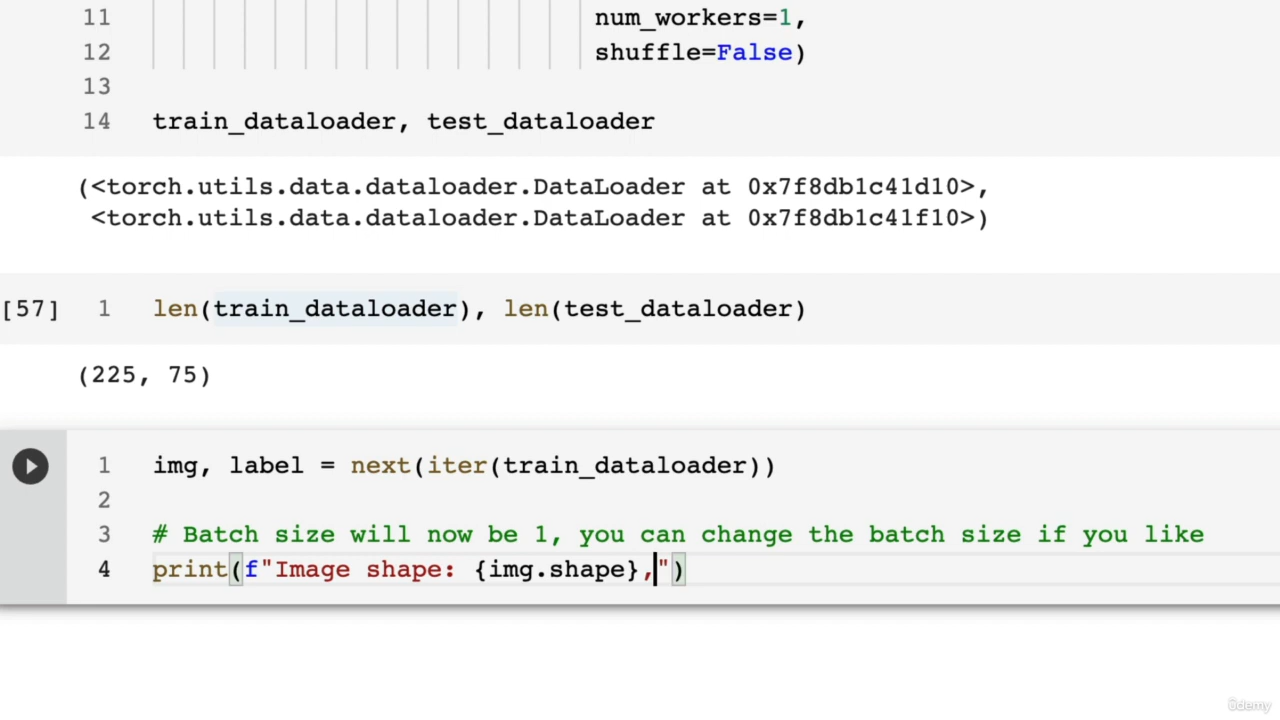 11 num_workers=1,
12 shuffle=False)
13
14 train_dataloader, test_dataloader
(<torch.utils.data.dataloader.DataLoader at 0x7f8db1c41d10>,
<torch.utils.data.dataloader.DataLoader at 0x7f8db1c41f10>)
[57] 1 len(train_dataloader), len(test_dataloader)
(225, 75)
1 img, label = next(iter(train_dataloader))
2
3 # Batch size will now be 1, you can change the batch size if you like
4 print(f"Image shape: {img.shape},")
ûdemy